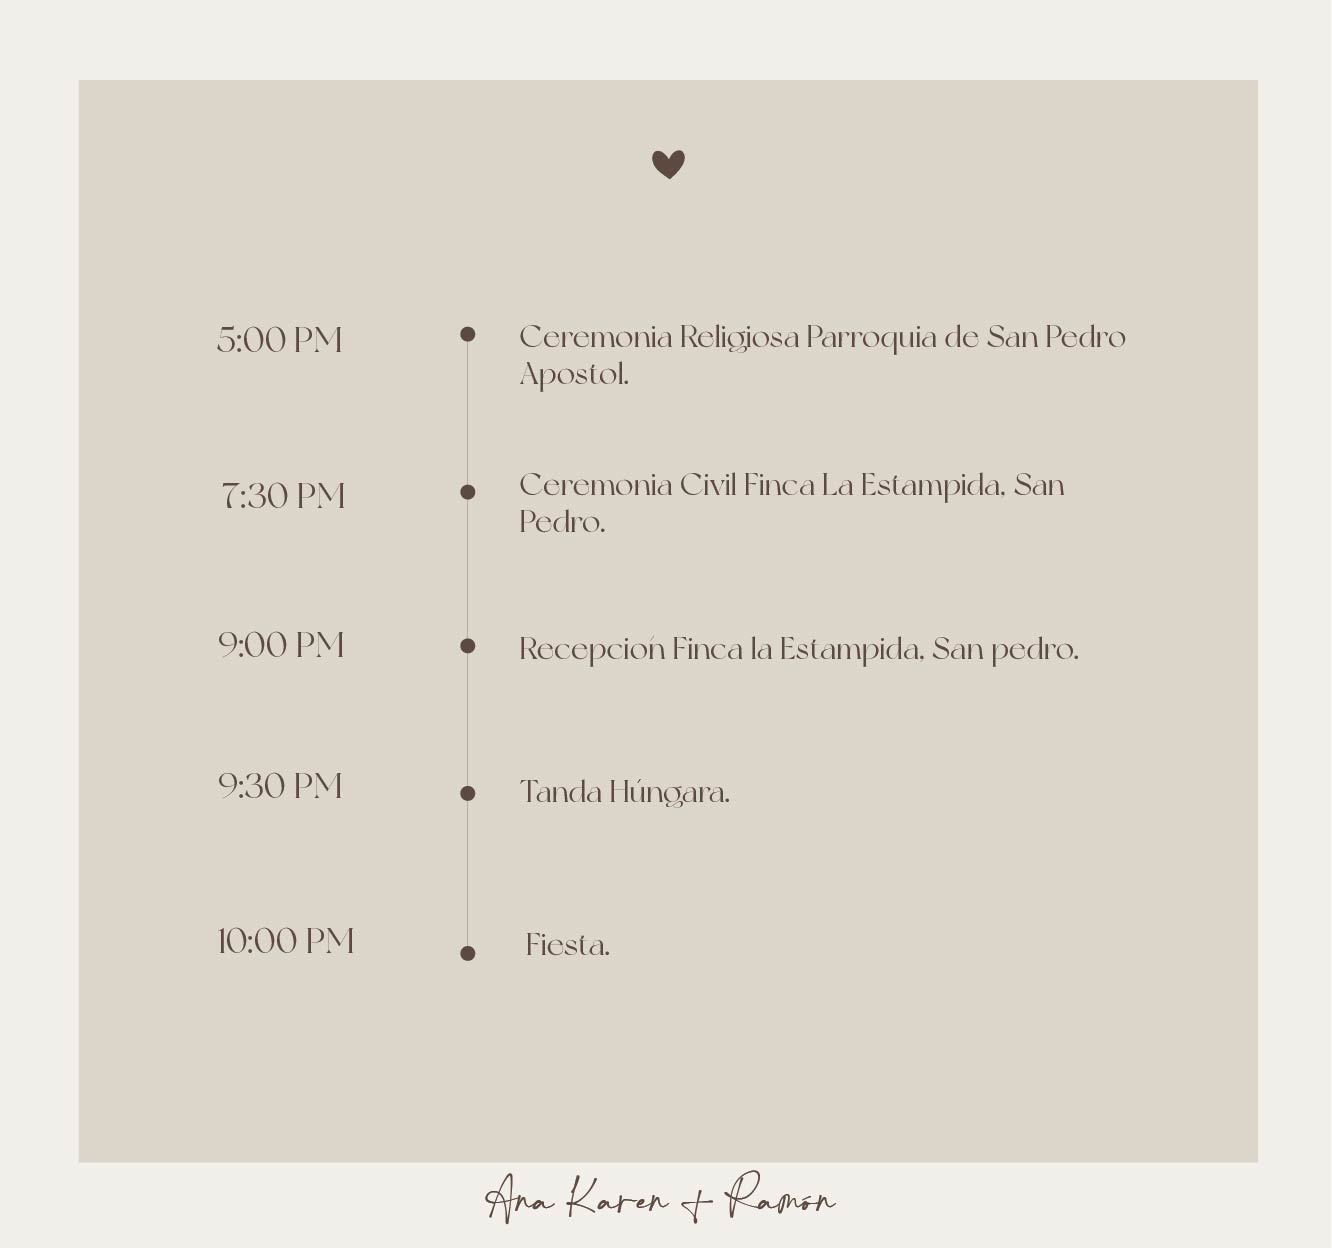 5:00 PM
Ceremonia Religiosa Parroquia de San Pedro
Apostol.
7:30 PM
Ceremonia Civil Finca La Estampida, San
Pedro.
9:00 PM
Recepción Finca la Estampida, San pedro.
9:30 PM
Tanda Húngara.
10:00 PM
Fiesta.
Ana Karen + Ramón